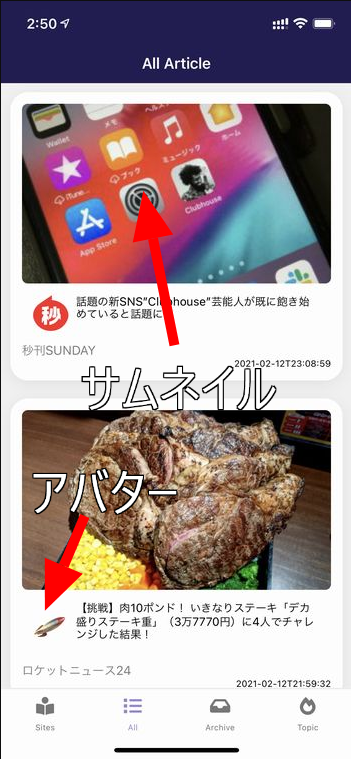 2:50
All Article
Wallet
メモ
ヘルスケア
ホーム
iTune...
ブック
ミュージック
App Store
Clubhouse
秒
話題の新SNS”Clubhouse”芸能人が既に飽き始
めていると話題に
秒刊SUNDAY
2021-02-12T23:08:59
サムネイル
アバター
【挑戦】肉10ポンド！ いきなりステーキ「デカ
盛りステーキ重」（3万7770円）に4人でチャレ
ンジした結果！
ロケットニュース24
2021-02-12T21:59:32
Sites
All
Archive
Topic